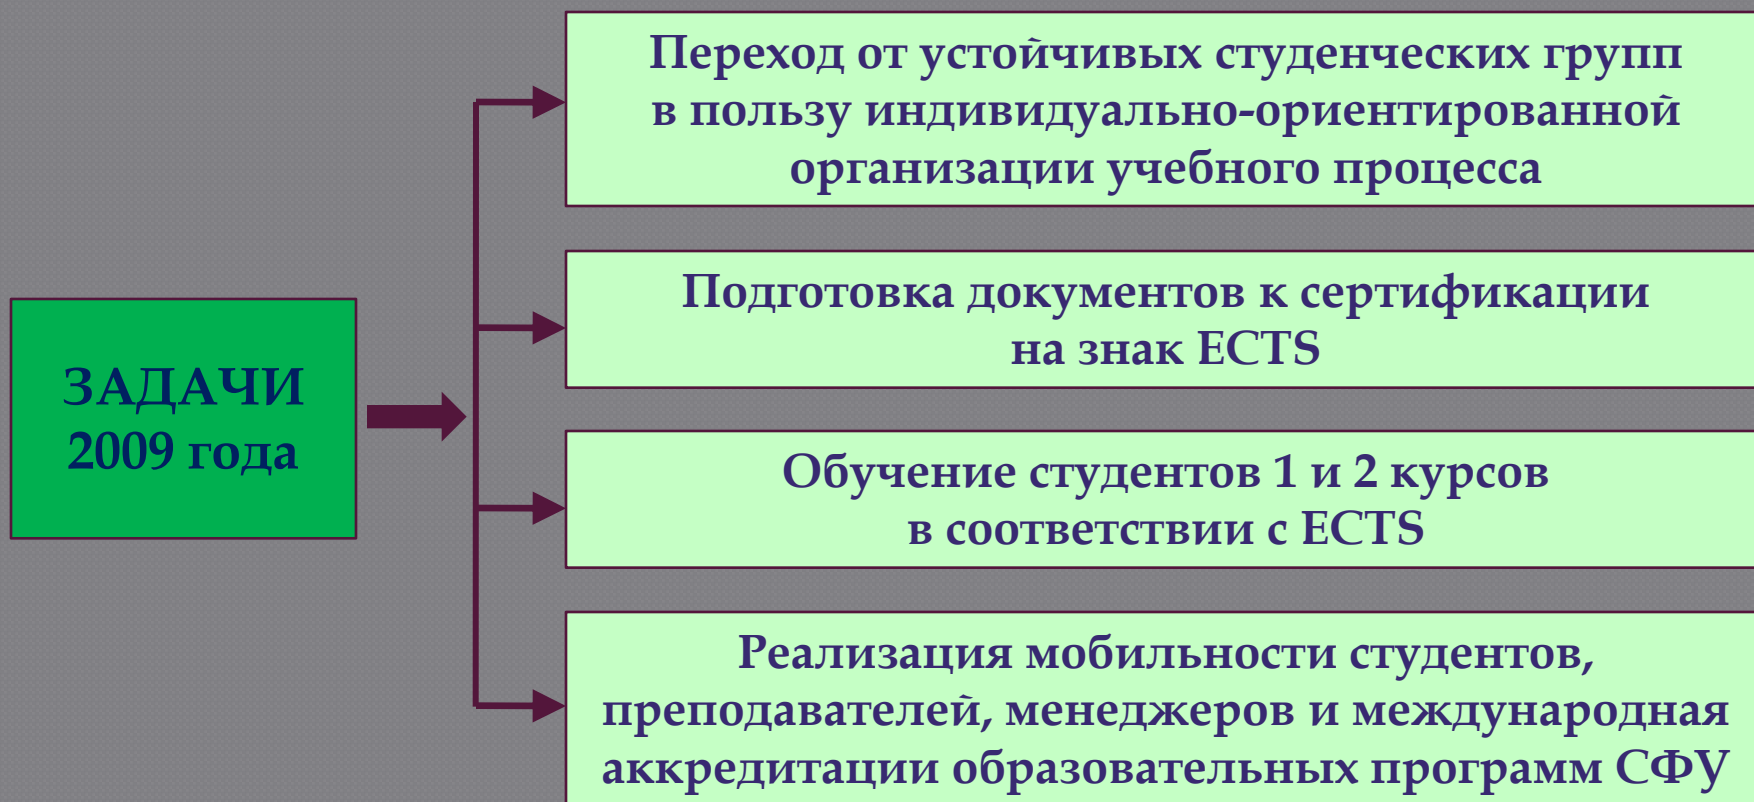 ЗАДАЧИ
2009 года
Переход от устойчивых студенческих групп
в пользу индивидуально-ориентированной
организации учебного процесса
Подготовка документов к сертификации
на знак ECTS
Обучение студентов 1 и 2 курсов
в соответствии с ECTS
Реализация мобильности студентов,
преподавателей, менеджеров и международная
аккредитации образовательных программ СФУ